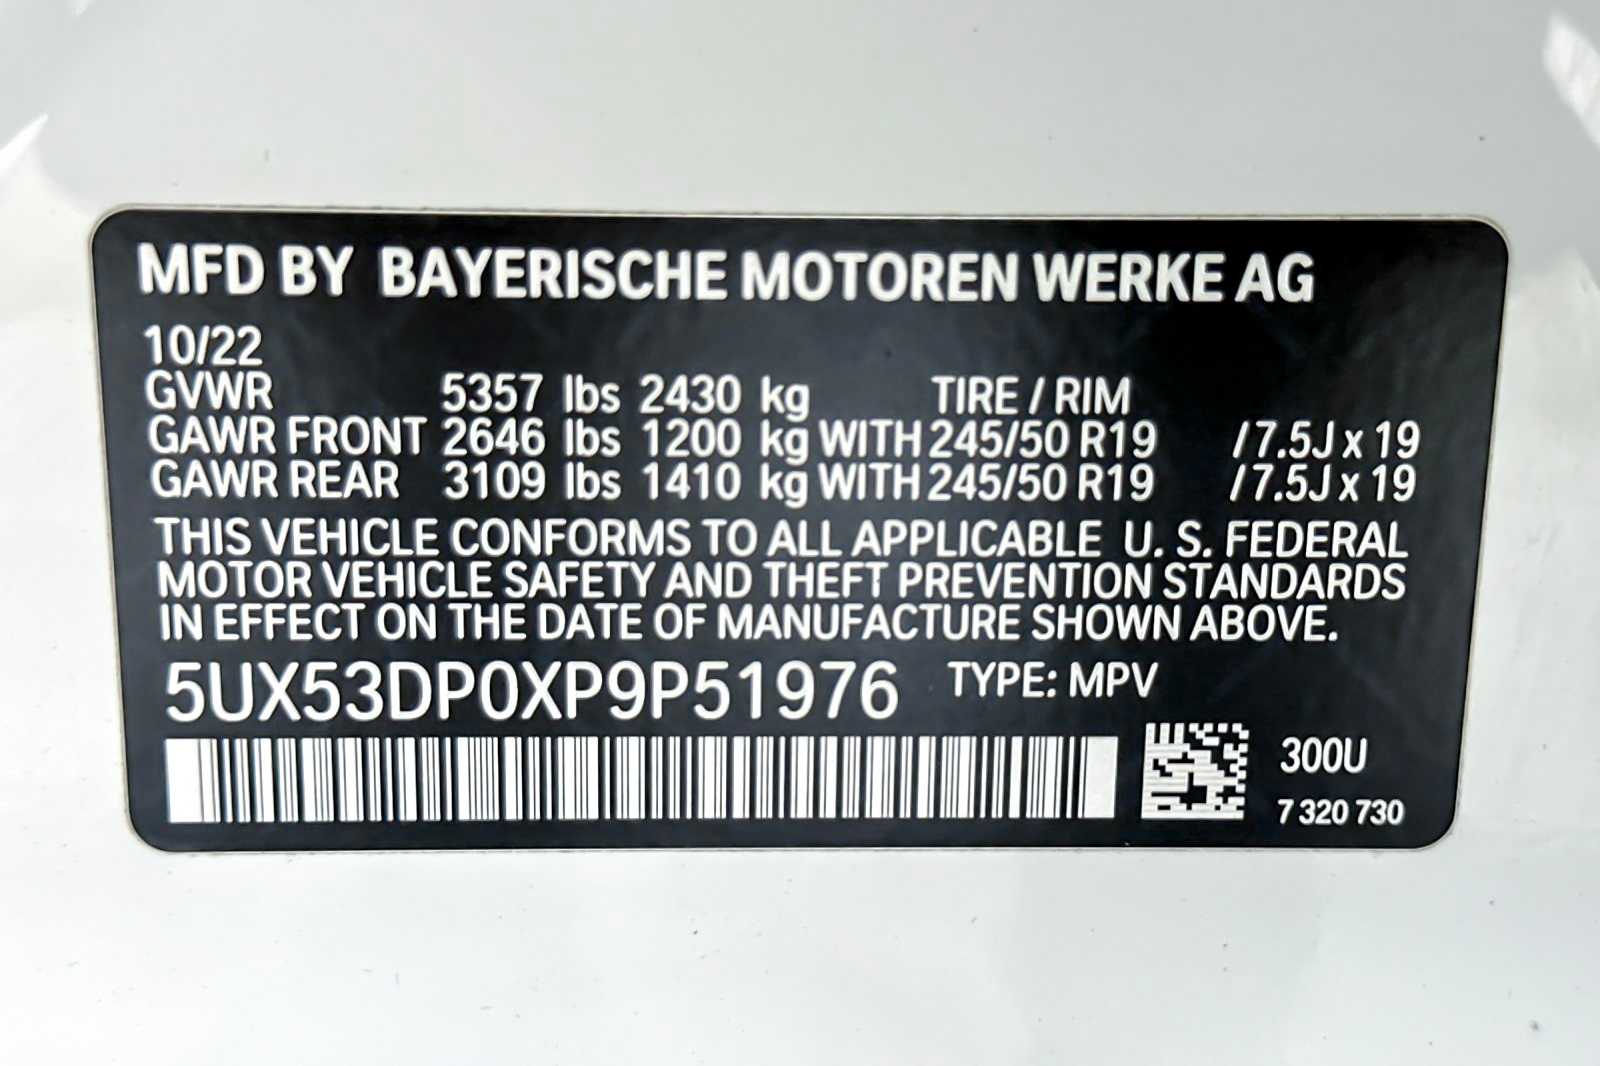 MFD BY BAYERISCHE MOTOREN WERKE AG
10/22
GVWR 5357 lbs 2430 kg TIRE / RIM
GAWR FRONT 2646 lbs 1200 kg WITH 245/50 R19 /7.5J x 19
GAWR REAR 3109 lbs 1410 kg WITH 245/50 R19 /7.5J x 19
THIS VEHICLE CONFORMS TO ALL APPLICABLE U. S. FEDERAL
MOTOR VEHICLE SAFETY AND THEFT PREVENTION STANDARDS
IN EFFECT ON THE DATE OF MANUFACTURE SHOWN ABOVE.
5UX53DP0XP9P51976 TYPE: MPV
300U
7 320 730